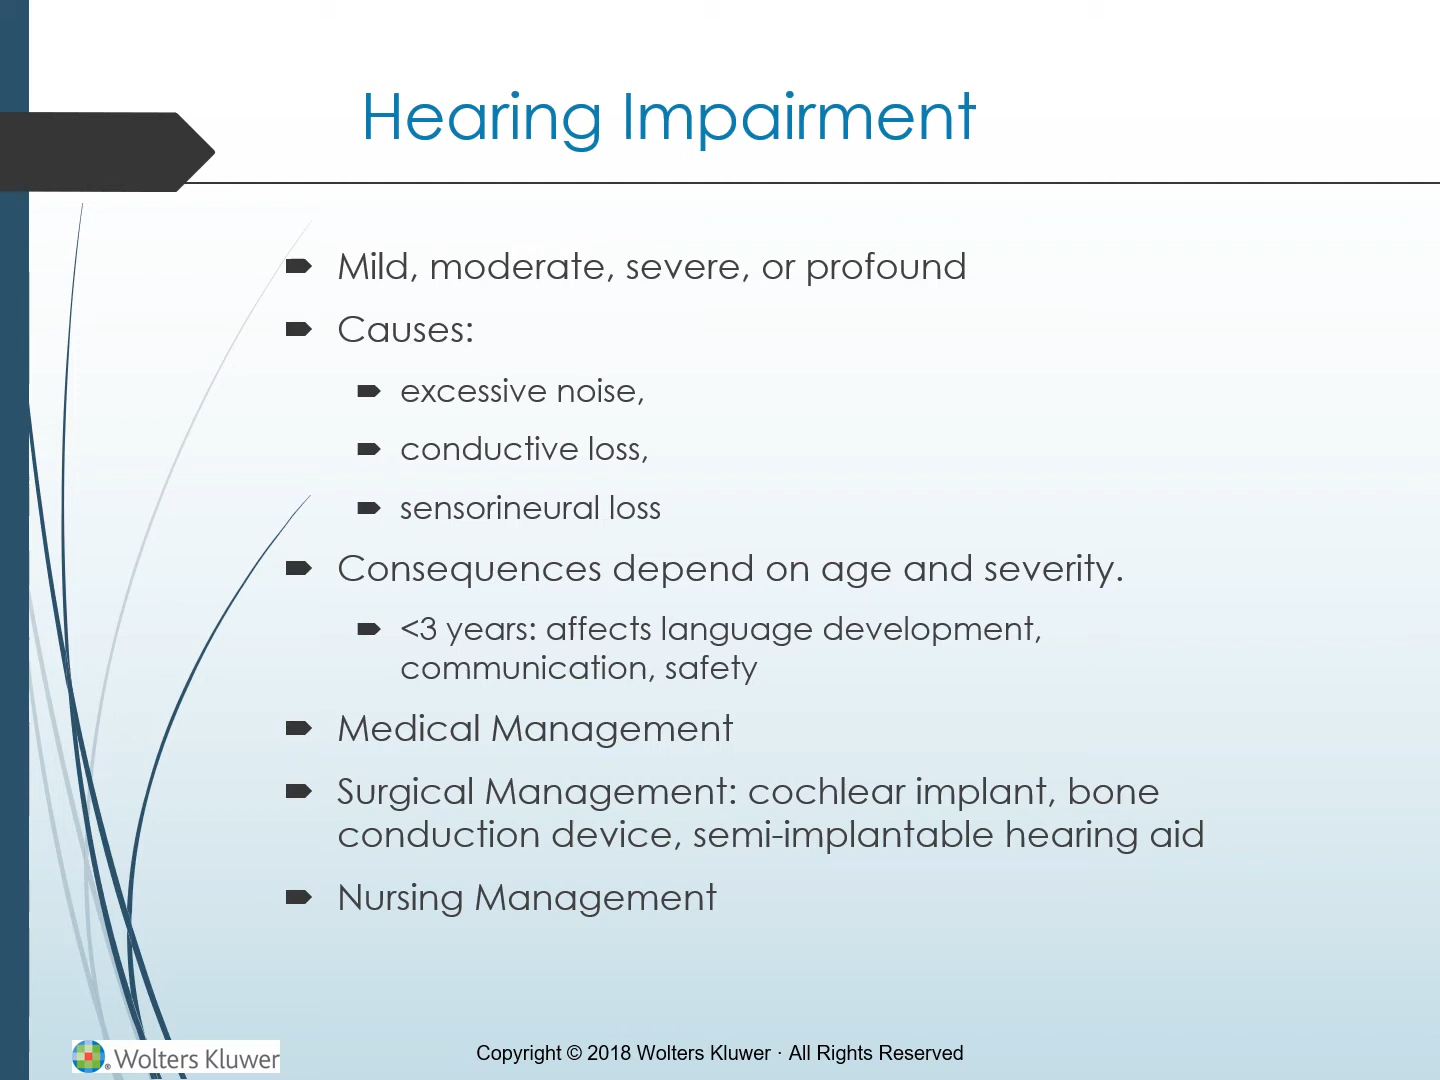 Hearing Impairment
Mild, moderate, severe, or profound
Causes:
excessive noise,
conductive loss,
sensorineural loss
Consequences depend on age and severity.
<3 years: affects language development,
communication, safety
Medical Management
Surgical Management: cochlear implant, bone
conduction device, semi-implantable hearing aid
Nursing Management
Wolters Kluwer
Copyright © 2018 Wolters Kluwer · All Rights Reserved